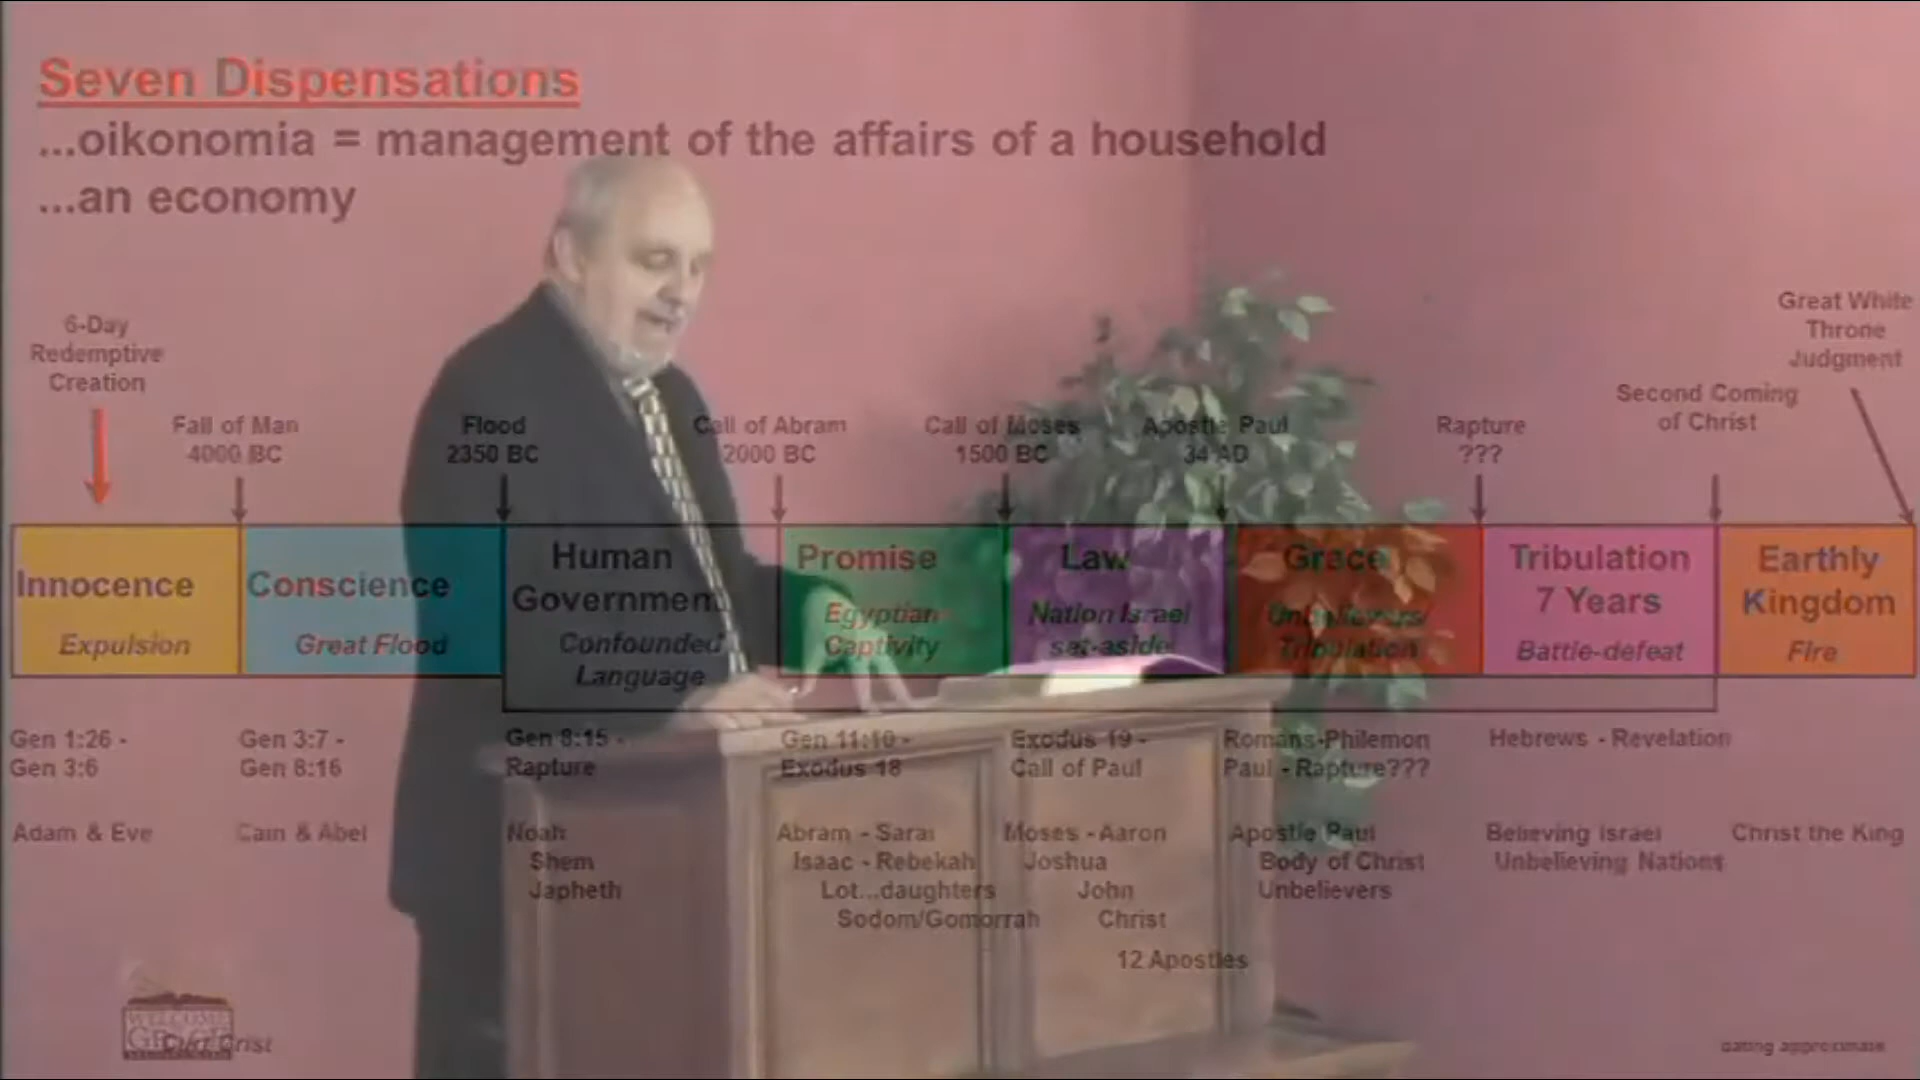 Seven Dispensations
...oikonomia = management of the affairs of a household
...an economy
6-Day
Redemptive
Creation
Fall of Man
4000 BC
Flood
2350 BC
Call of Abram
2000 BC
Call of Moses
1500 BC
Apostle Paul
34 AD
Rapture
???
Second Coming
of Christ
Great White
Throne
Judgment
Innocence
Expulsion
Conscience
Great Flood
Human
Government
Confounded
Language
Promise
Egyptian
Captivity
Law
Nation Israel
set-aside
Grace
Unbelievers/
Tribulation
Tribulation
7 Years
Battle-defeat
Earthly
Kingdom
Fire
Gen 1:26 -
Gen 3:6
Gen 3:7 -
Gen 8:16
Gen 8:15 -
Rapture
Gen 11:10 -
Exodus 18
Exodus 19 -
Call of Paul
Romans-Philemon
Paul - Rapture???
Hebrews - Revelation
Adam & Eve
Cain & Abel
Noah
Shem
Japheth
Abram - Sarai
Isaac - Rebekah
Lot...daughters
Sodom/Gomorrah
Moses - Aaron
Joshua
John
Christ
12 Apostles
Apostle Paul
Body of Christ
Unbelievers
Believing Israel
Unbelieving Nations
Christ the King
WELCOME
Curt Crist
dating approximate